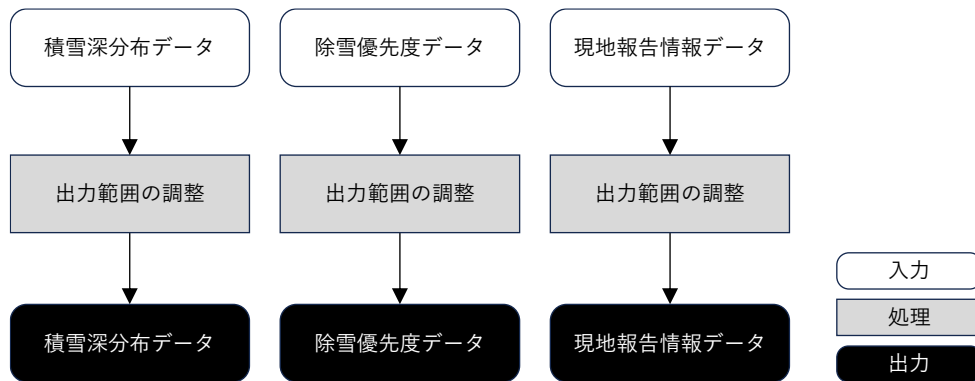 積雪深分布データ
除雪優先度データ
現地報告情報データ
出力範囲の調整
出力範囲の調整
出力範囲の調整
積雪深分布データ
除雪優先度データ
現地報告情報データ
入力
処理
出力